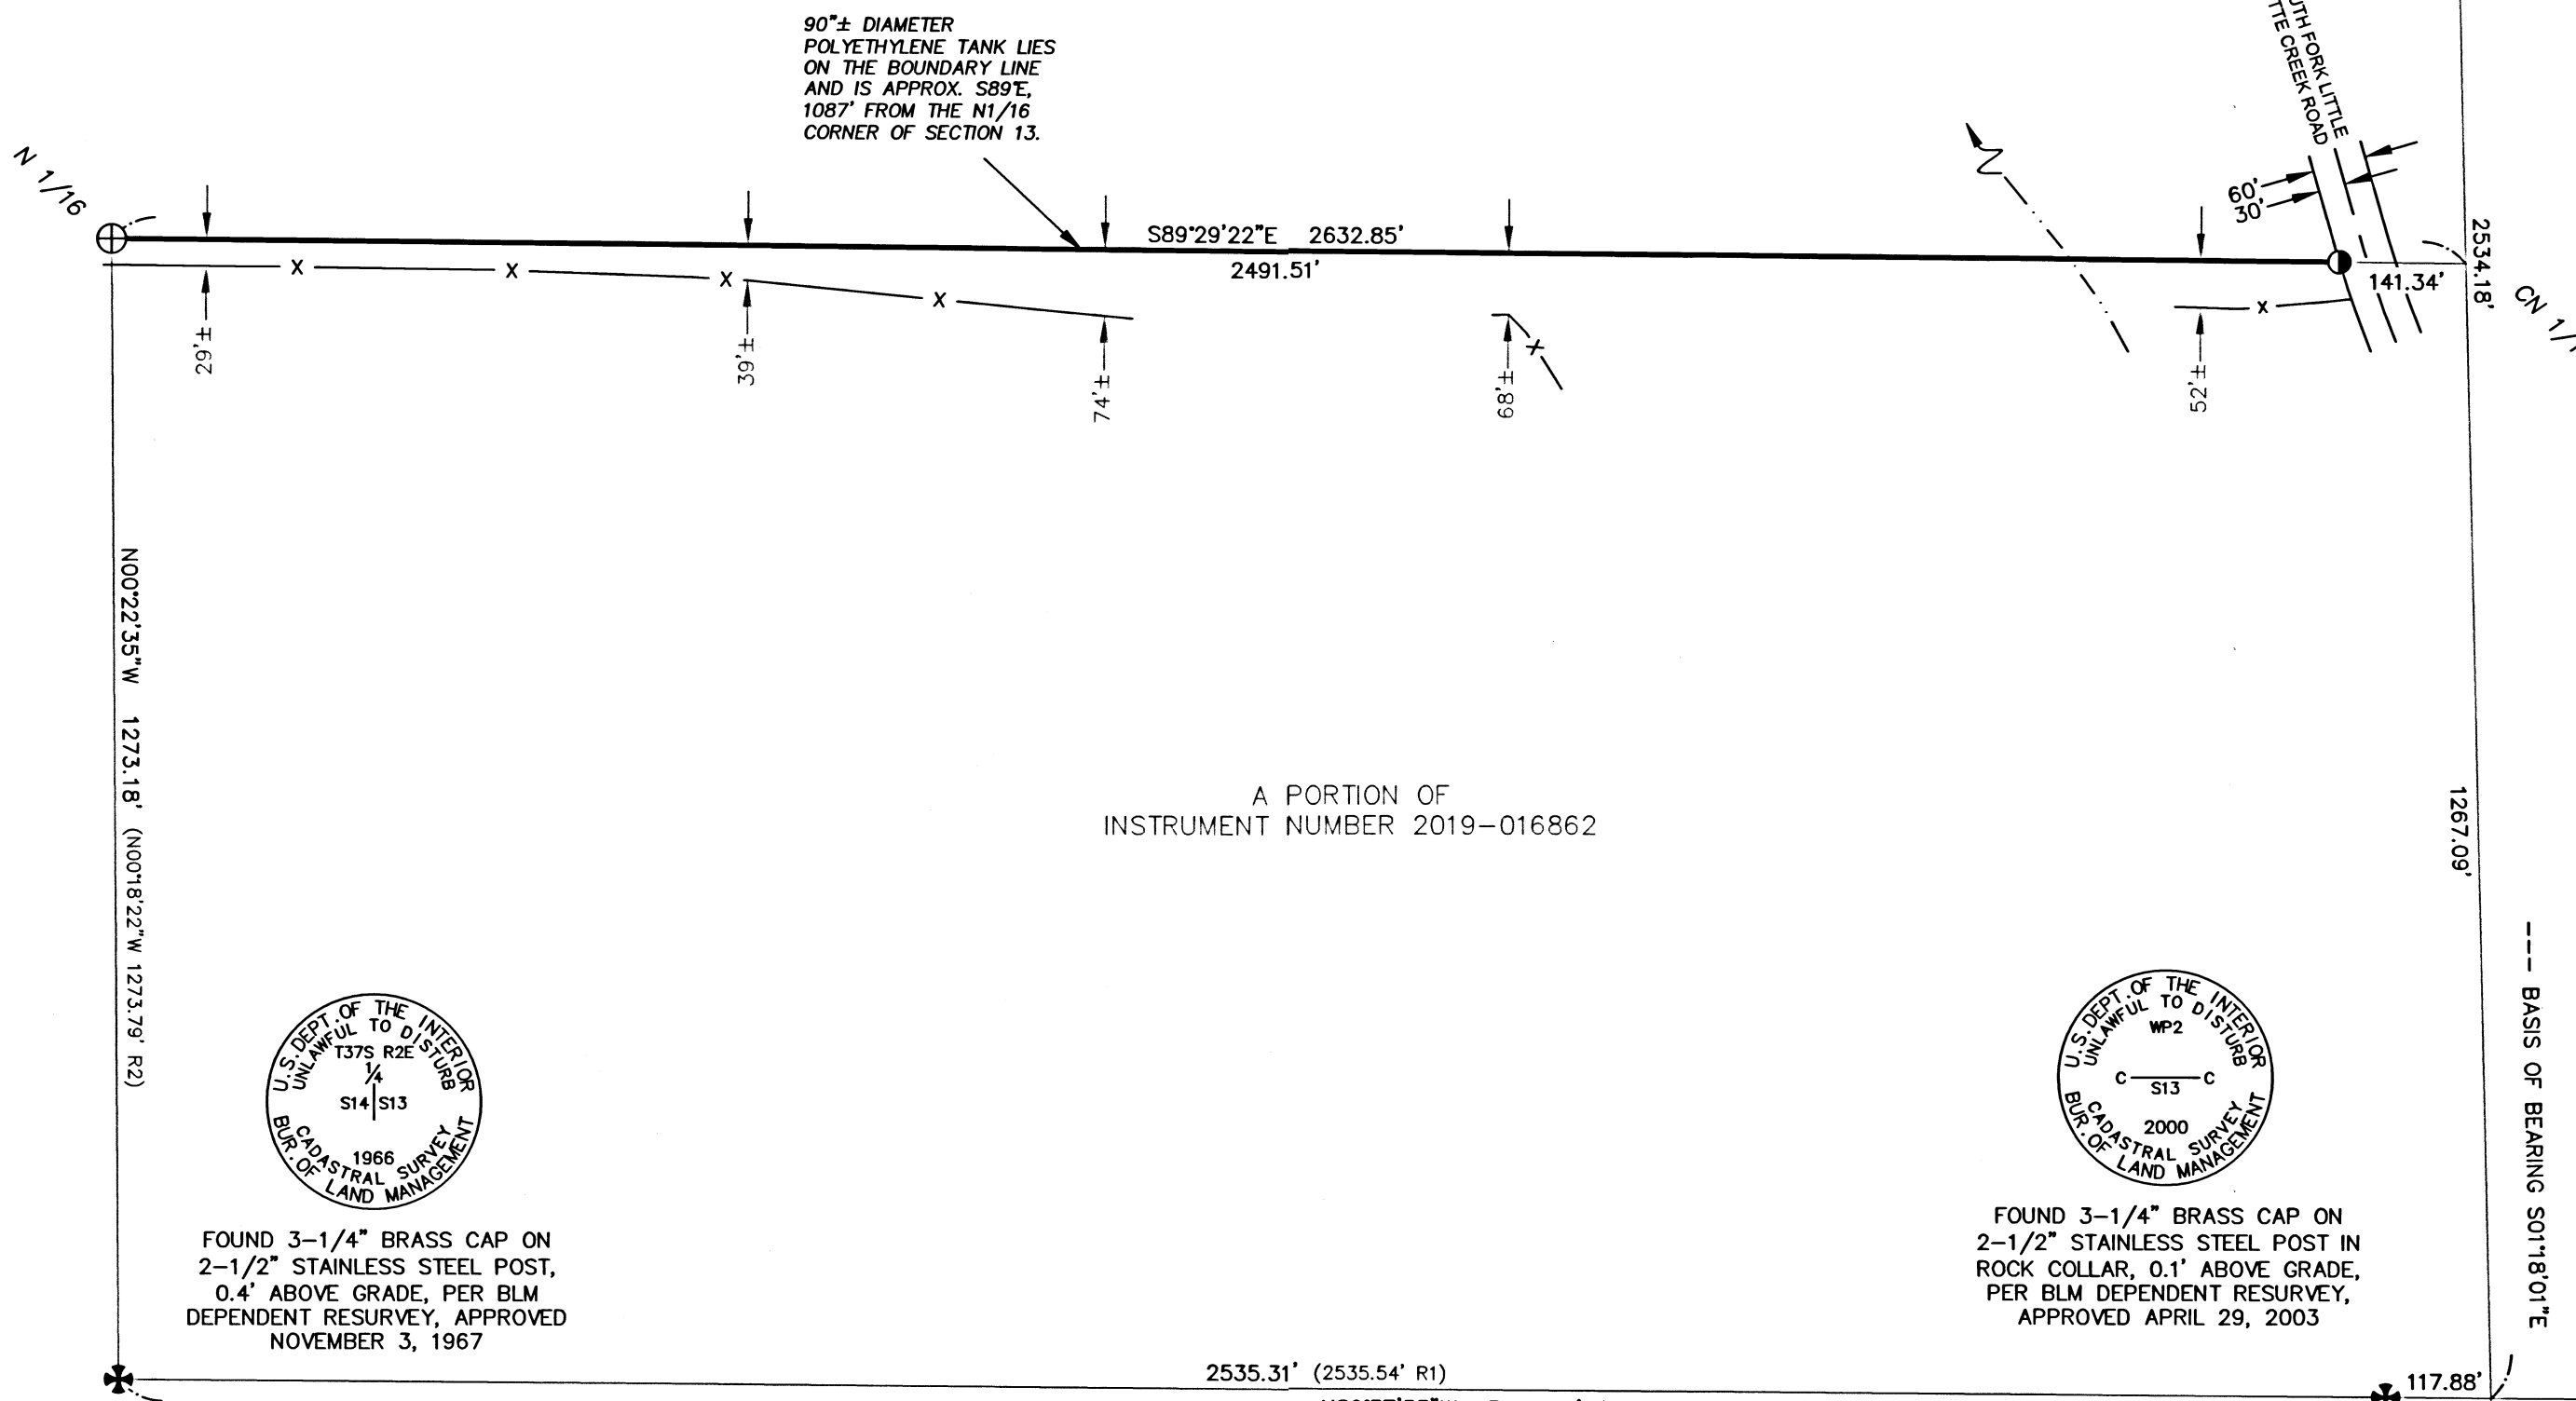 90"± DIAMETER
POLYETHYLENE TANK LIES
ON THE BOUNDARY LINE
AND IS APPROX. S89°E,
1087' FROM THE N1/16
CORNER OF SECTION 13.
FORK LITTLE
CREEK ROAD
N 1/16
60'
30'
S89°29'22"E 2632.85'
2491.51'
141.34'
2534.18'
CN
X
X
X
X
X
X
29'±
39'±
74'±
68'±
52'±
N
N00°22'35"W 1273.18' (N00°18'22"W 1273.79' R2)
A PORTION OF
INSTRUMENT NUMBER 2019-016862
1267.09'
--- BASIS OF BEARING S01°18'01"E
U.S. DEPT. OF THE INTERIOR
UNLAWFUL TO DISTURB
T37S R2E
1/4
S14 S13
1966
CADASTRAL SURVEY
BUR. OF LAND MANAGEMENT
FOUND 3-1/4" BRASS CAP ON
2-1/2" STAINLESS STEEL POST,
0.4' ABOVE GRADE, PER BLM
DEPENDENT RESURVEY, APPROVED
NOVEMBER 3, 1967
U.S. DEPT. OF THE INTERIOR
UNLAWFUL TO DISTURB
WP2
C C
S13
2000
CADASTRAL SURVEY
BUR. OF LAND MANAGEMENT
FOUND 3-1/4" BRASS CAP ON
2-1/2" STAINLESS STEEL POST IN
ROCK COLLAR, 0.1' ABOVE GRADE,
PER BLM DEPENDENT RESURVEY,
APPROVED APRIL 29, 2003
2535.31' (2535.54' R1)
117.88'